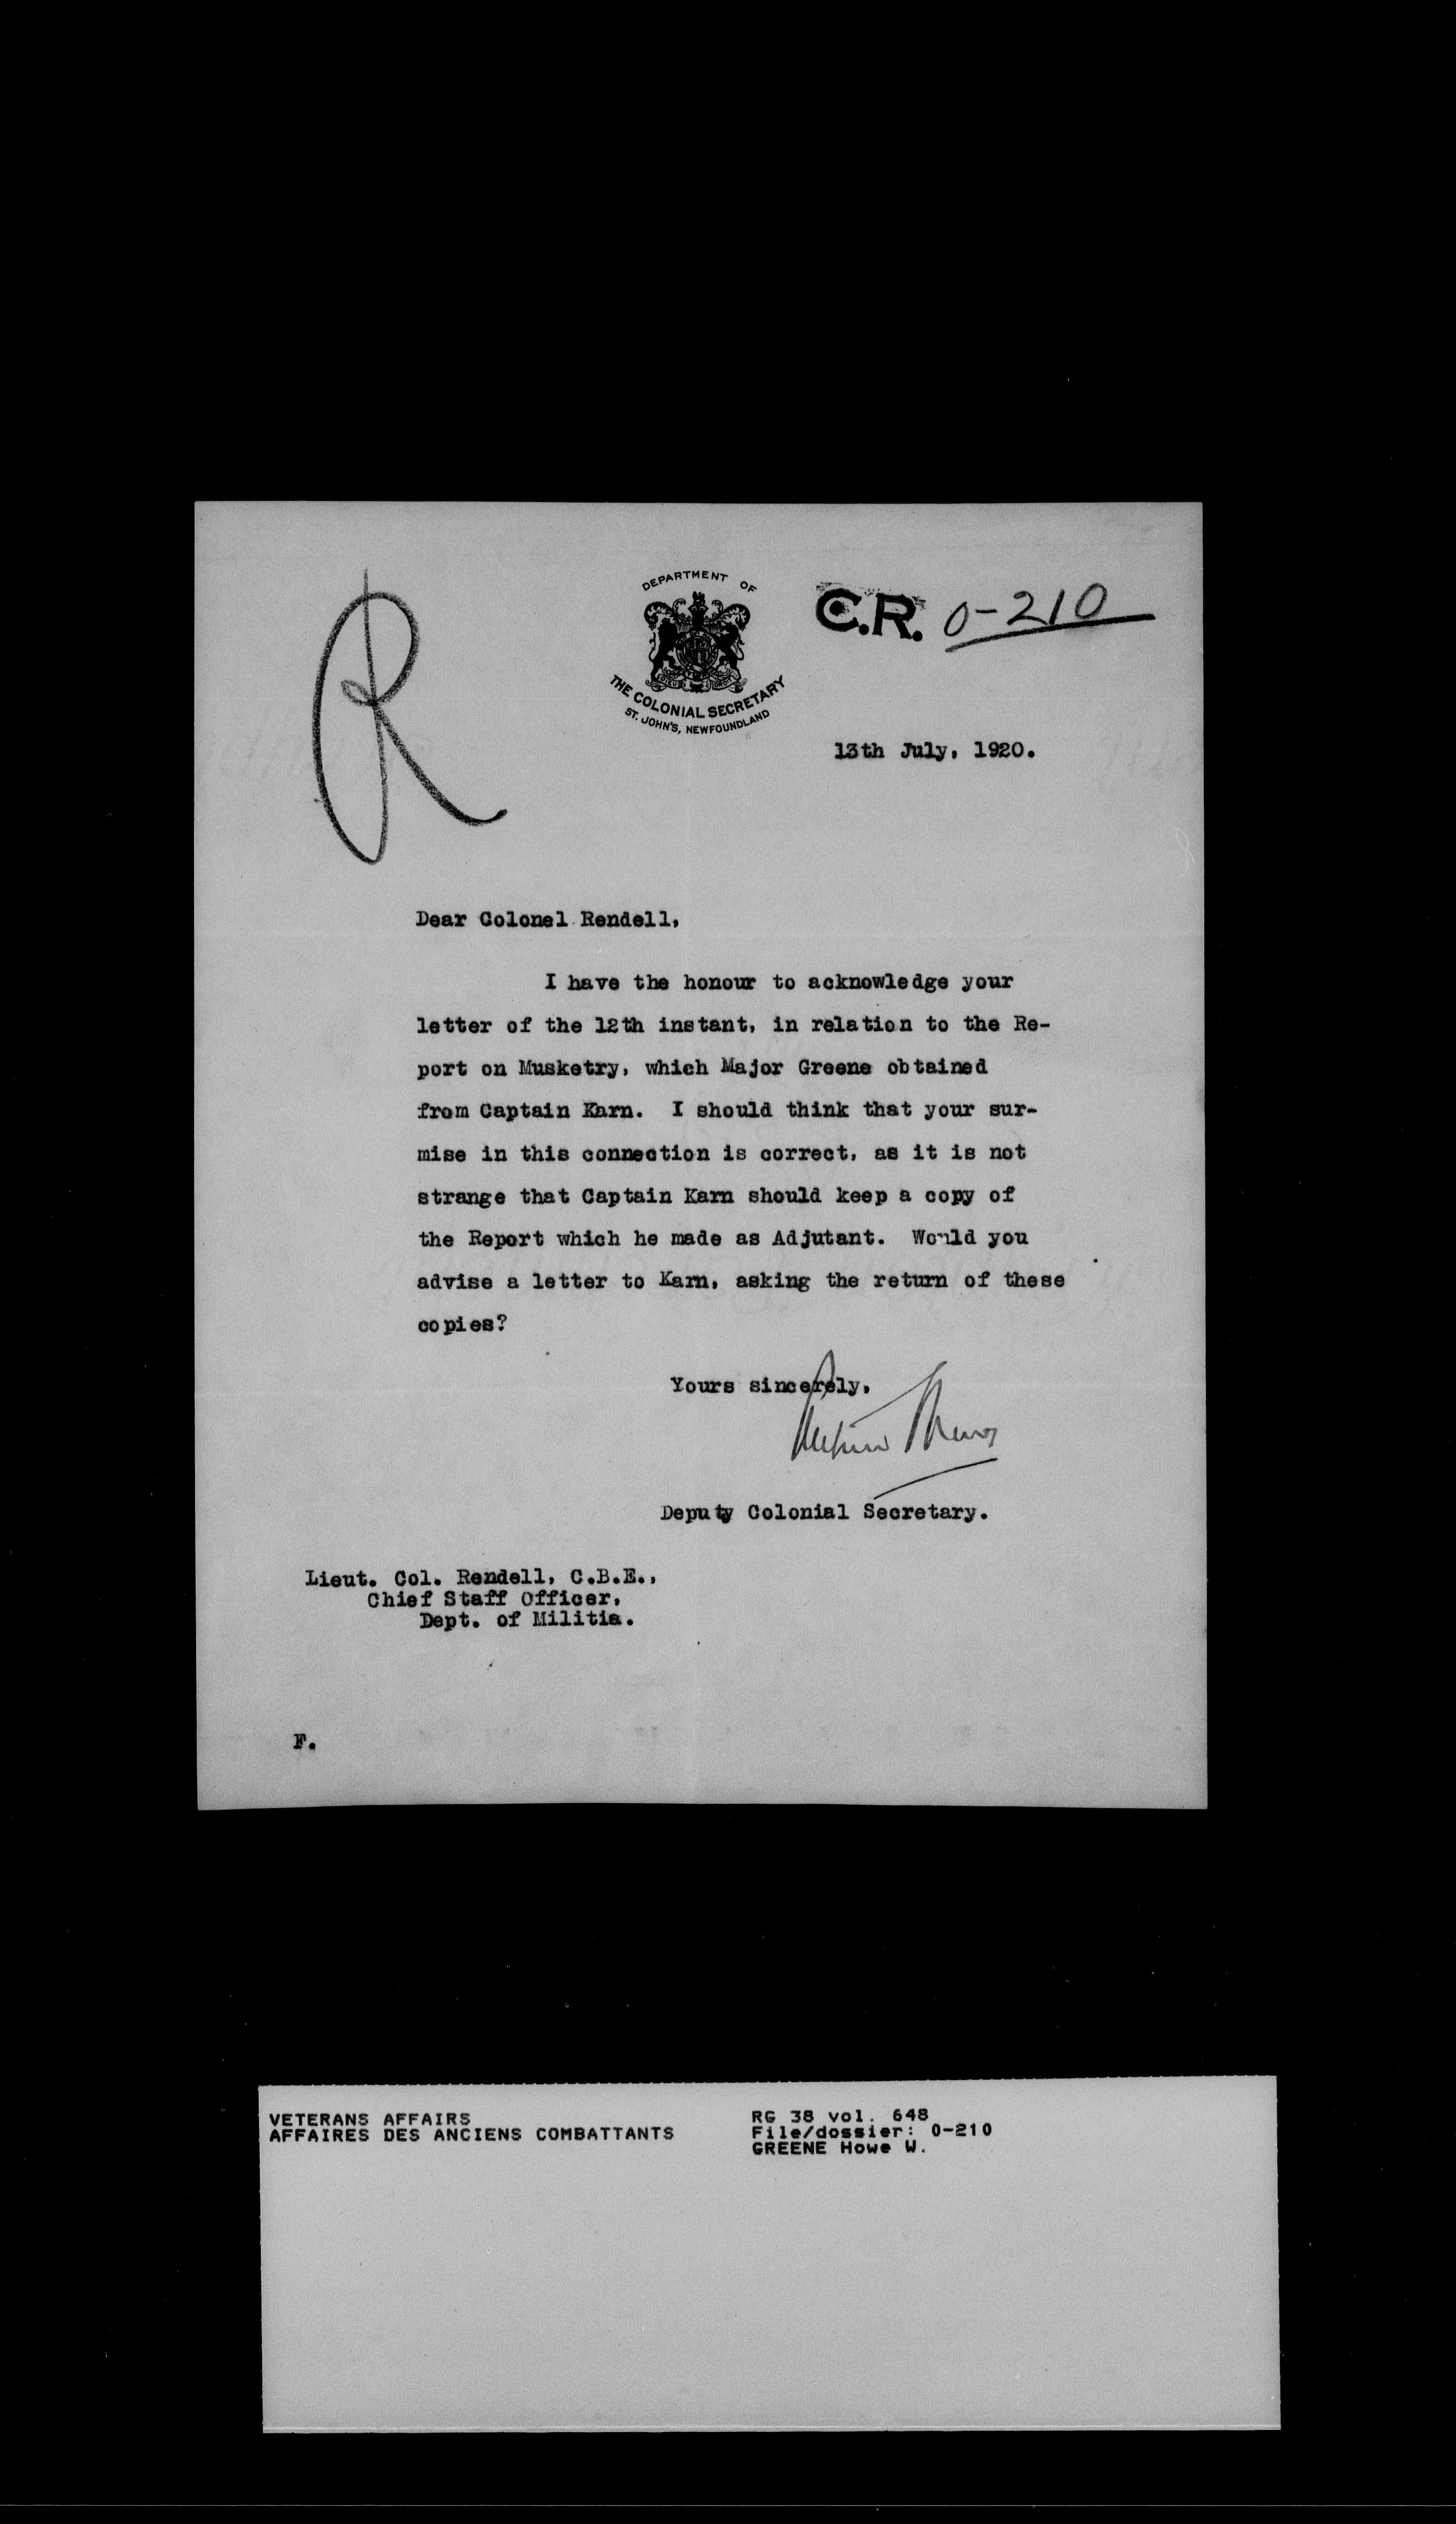 R
DEPARTMENT OF
THE COLONIAL SECRETARY
ST. JOHN'S, NEWFOUNDLAND
C.R. 0-210
13th July, 1920.
Dear Colonel Rendell,
I have the honour to acknowledge your
letter of the 12th instant, in relation to the Re-
port on Musketry, which Major Greene obtained
from Captain Karn. I should think that your sur-
mise in this connection is correct, as it is not
strange that Captain Karn should keep a copy of
the Report which he made as Adjutant. Would you
advise a letter to Karn, asking the return of these
copies?
Yours sincerely,
Deputy Colonial Secretary.
Lieut. Col. Rendell, C.B.E.,
Chief Staff Officer,
Dept. of Militia.
F.
VETERANS AFFAIRS
AFFAIRES DES ANCIENS COMBATTANTS
RG 38 vol. 648
File/dossier: 0-210
GREENE Howe W.